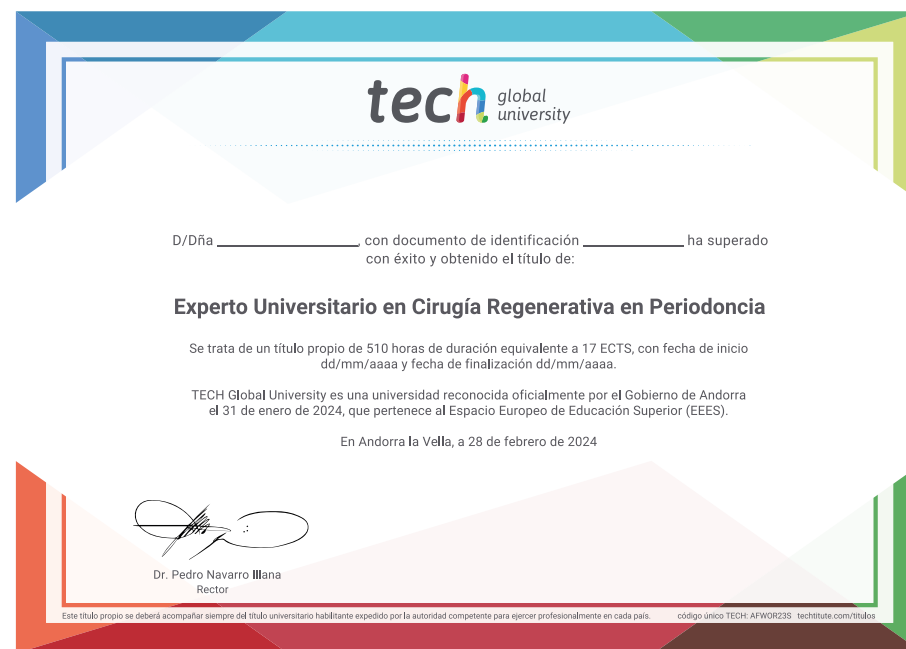 tech global
university
D/Dña ____________________, con documento de identificación ______________ ha superado
con éxito y obtenido el título de:
Experto Universitario en Cirugía Regenerativa en Periodoncia
Se trata de un título propio de 510 horas de duración equivalente a 17 ECTS, con fecha de inicio
dd/mm/aaaa y fecha de finalización dd/mm/aaaa.
TECH Global University es una universidad reconocida oficialmente por el Gobierno de Andorra
el 31 de enero de 2024, que pertenece al Espacio Europeo de Educación Superior (EEES).
En Andorra la Vella, a 28 de febrero de 2024
Dr. Pedro Navarro Illana
Rector
Este título propio se deberá acompañar siempre del título universitario habilitante expedido por la autoridad competente para ejercer profesionalmente en cada país. código único TECH: AFWOR23S techtitute.com/titulos